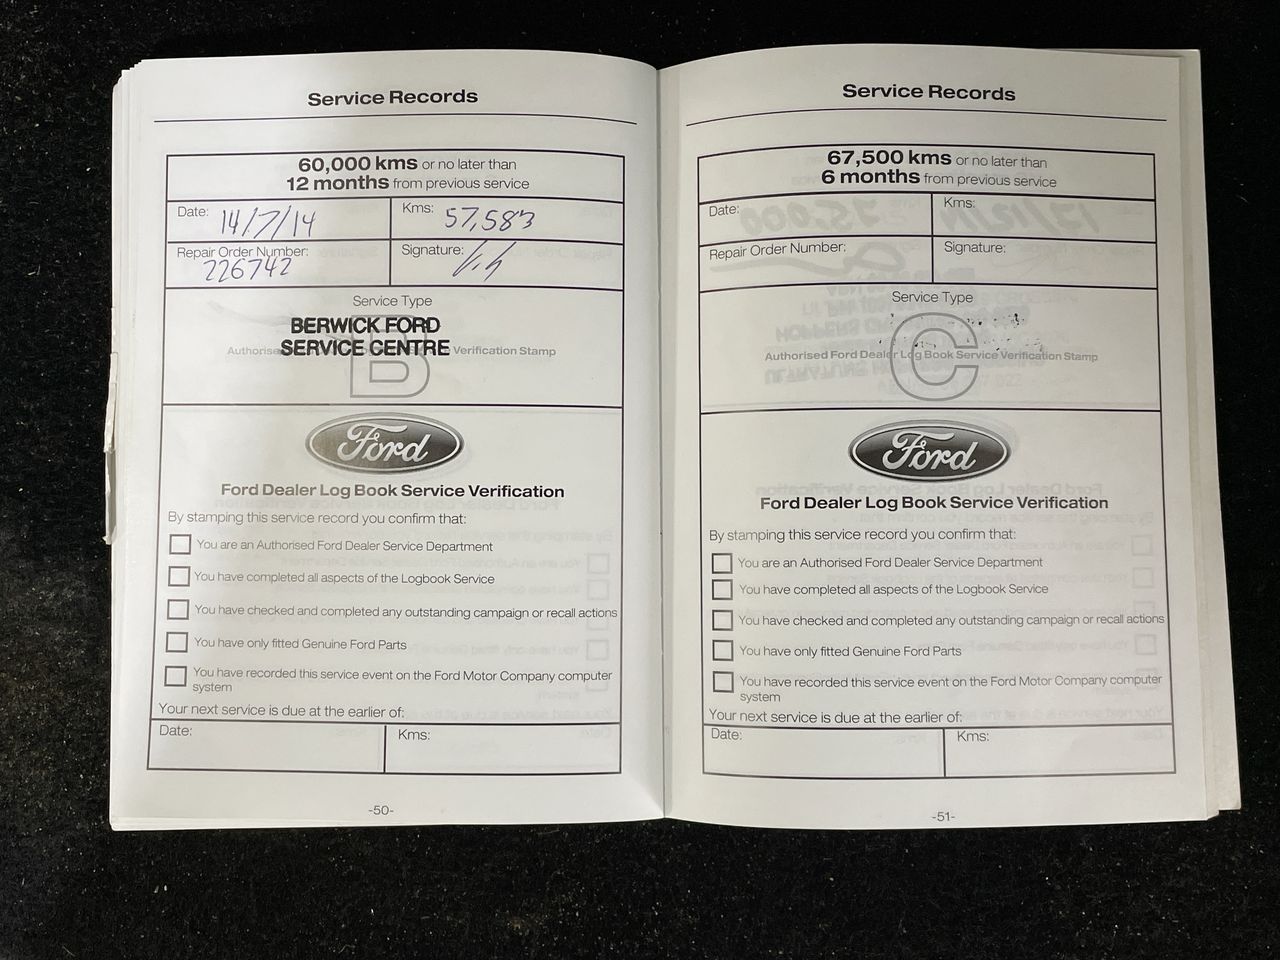 Service Records
60,000 kms or no later than
12 months from previous service
Date: 14/7/14
Kms: 57,583
Repair Order Number:
226742
Signature:
Service Type
BERWICK FORD
SERVICE CENTRE
Authorise Verification Stamp
B
Ford
Ford Dealer Log Book Service Verification
By stamping this service record you confirm that:
You are an Authorised Ford Dealer Service Department
You have completed all aspects of the Logbook Service
You have checked and completed any outstanding campaign or recall actions
You have only fitted Genuine Ford Parts
You have recorded this service event on the Ford Motor Company computer
system
Your next service is due at the earlier of:
Date:
Kms:
-50-
Service Records
67,500 kms or no later than
6 months from previous service
Date:
Kms:
Repair Order Number:
Signature:
Service Type
Authorised Ford Dealer Log Book Service Verification Stamp
C
Ford
Ford Dealer Log Book Service Verification
By stamping this service record you confirm that:
You are an Authorised Ford Dealer Service Department
You have completed all aspects of the Logbook Service
You have checked and completed any outstanding campaign or recall actions
You have only fitted Genuine Ford Parts
You have recorded this service event on the Ford Motor Company computer
system
Your next service is due at the earlier of:
Date:
Kms:
-51-